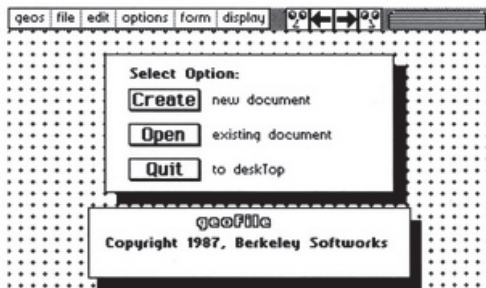 geos file edit options form display
Select Option:
Create new document
Open existing document
Quit to deskTop
geoFile
Copyright 1987, Berkeley Softworks